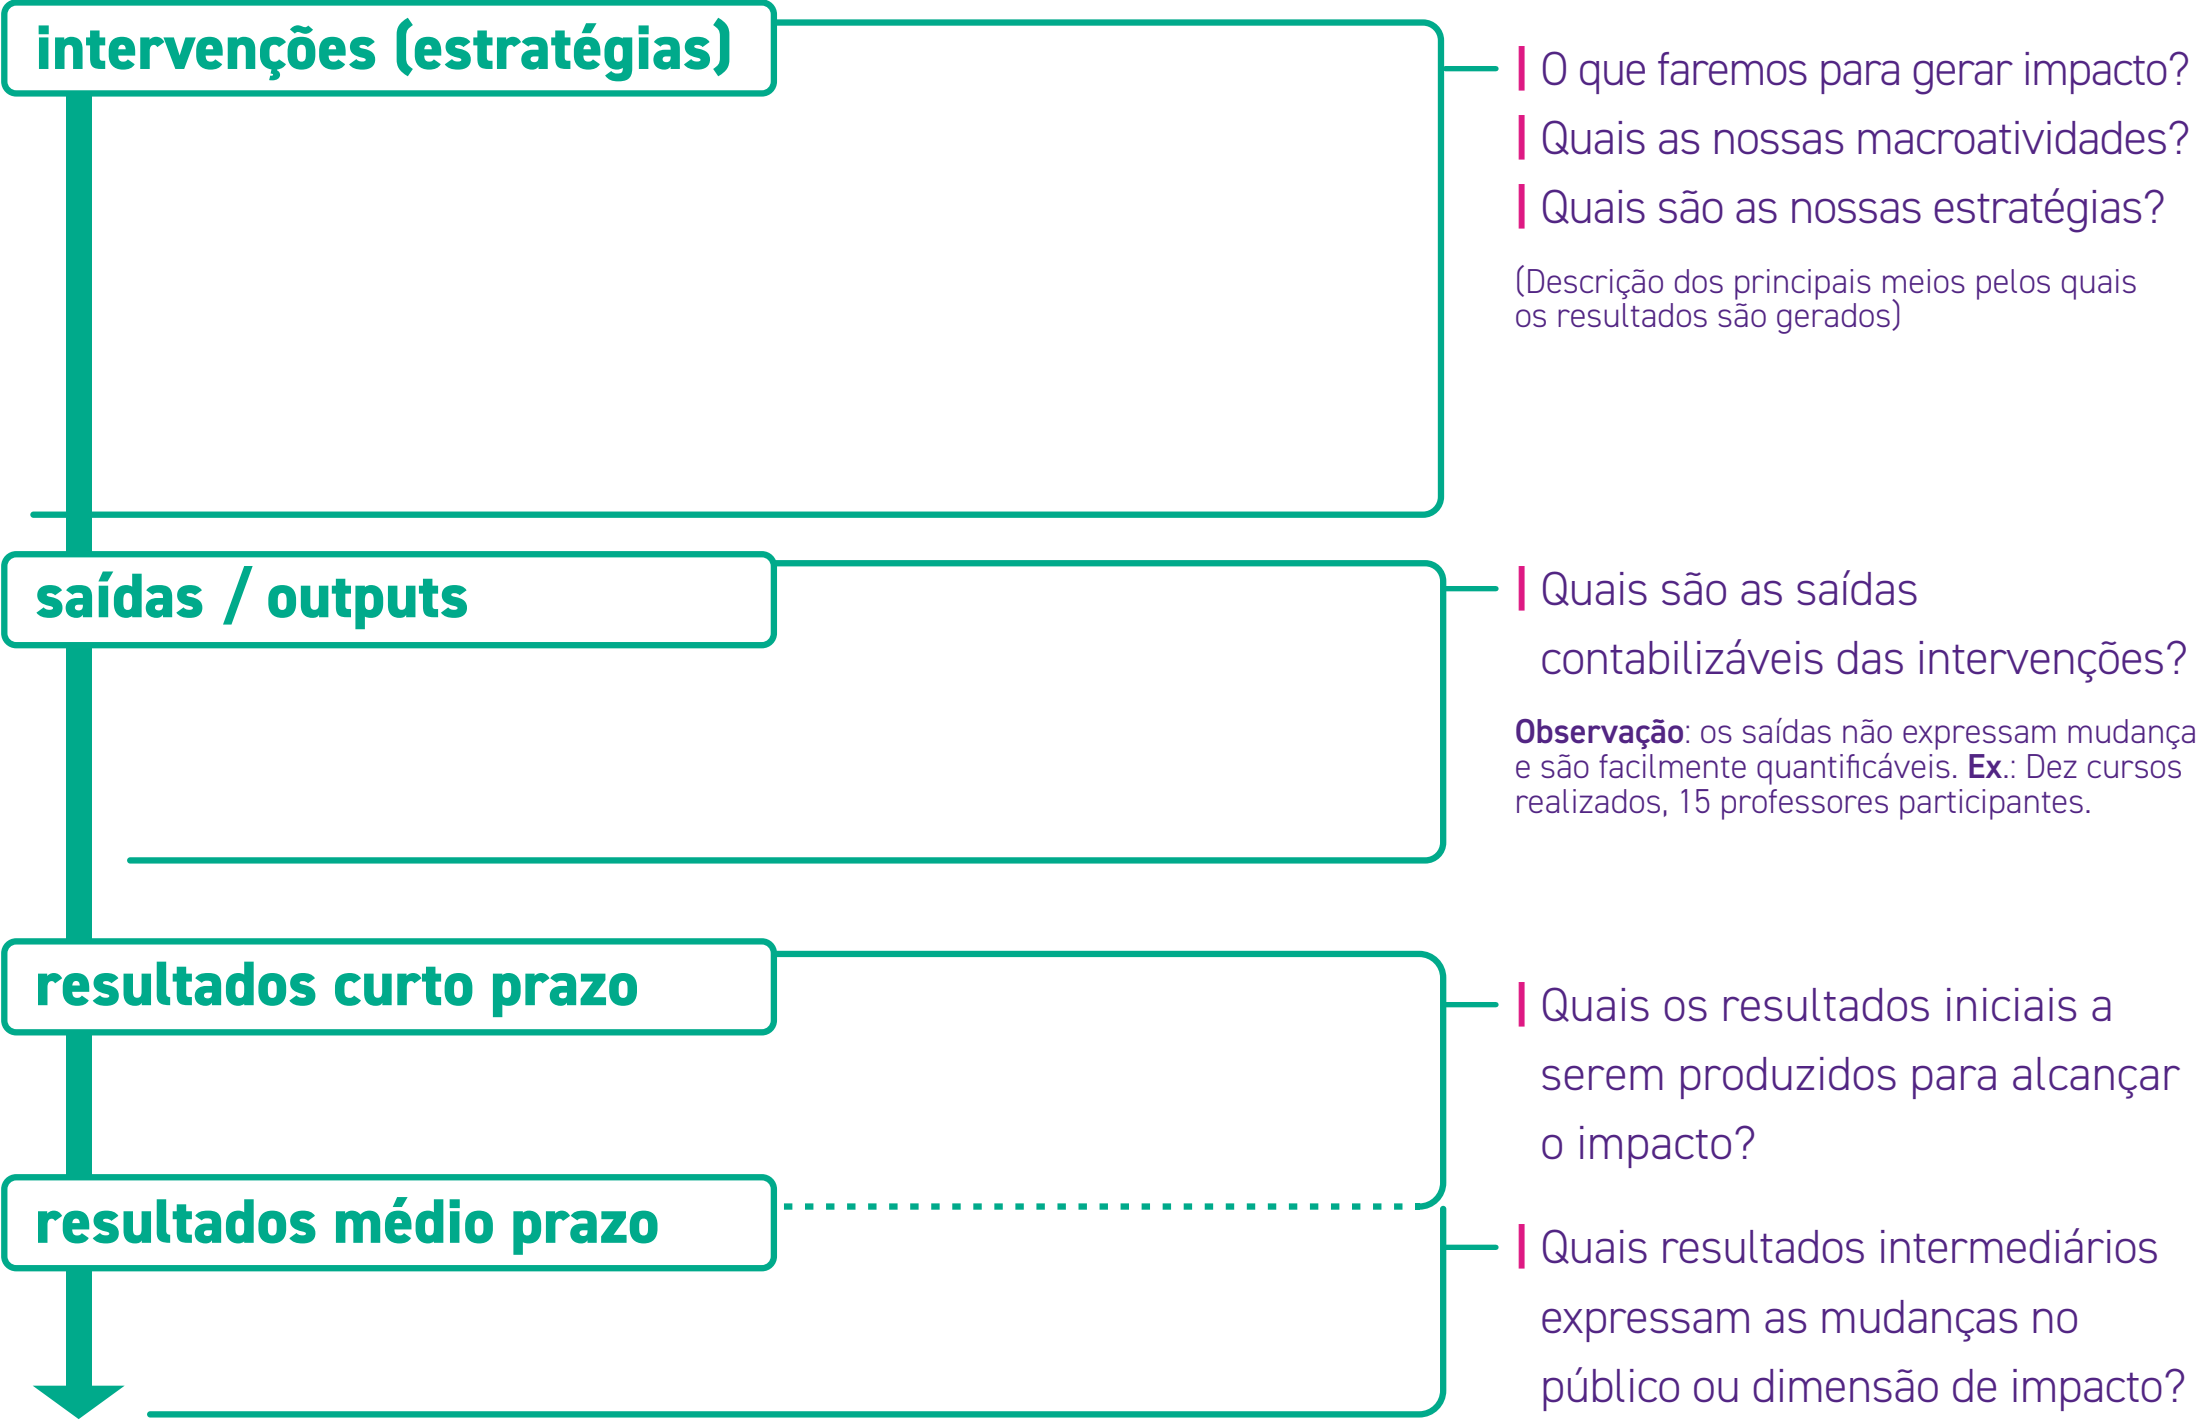 intervenções (estratégias)
O que faremos para gerar impacto?
Quais as nossas macroatividades?
Quais são as nossas estratégias?
(Descrição dos principais meios pelos quais
os resultados são gerados)
saídas / outputs
Quais são as saídas
contabilizáveis das intervenções?
Observação: os saídas não expressam mudança
e são facilmente quantificáveis. Ex.: Dez cursos
realizados, 15 professores participantes.
resultados curto prazo
Quais os resultados iniciais a
serem produzidos para alcançar
o impacto?
resultados médio prazo
Quais resultados intermediários
expressam as mudanças no
público ou dimensão de impacto?